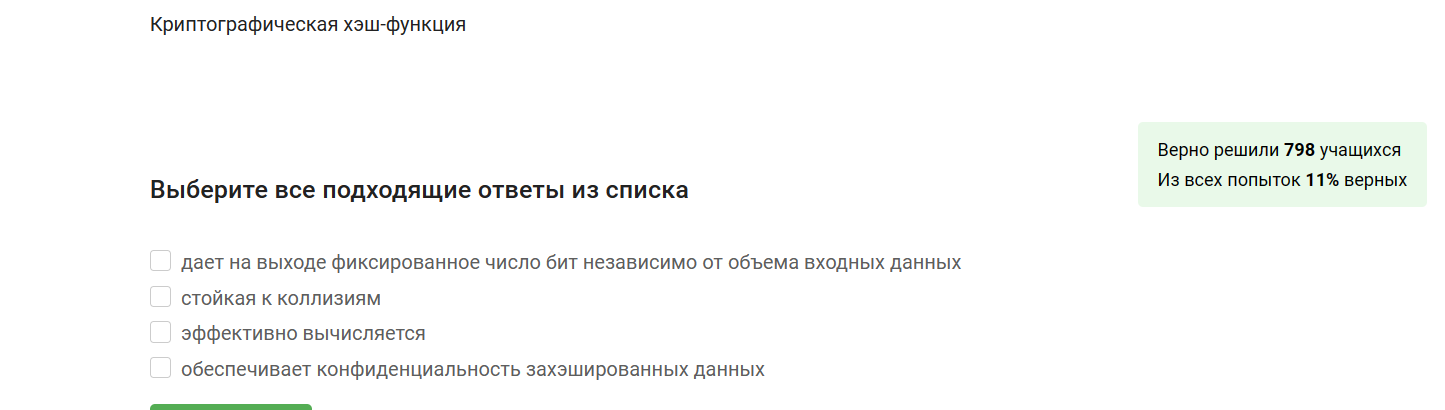 Криптографическая хэш-функция
Верно решили 798 учащихся
Из всех попыток 11% верных
Выберите все подходящие ответы из списка
дает на выходе фиксированное число бит независимо от объема входных данных
стойкая к коллизиям
эффективно вычисляется
обеспечивает конфиденциальность захэшированных данных